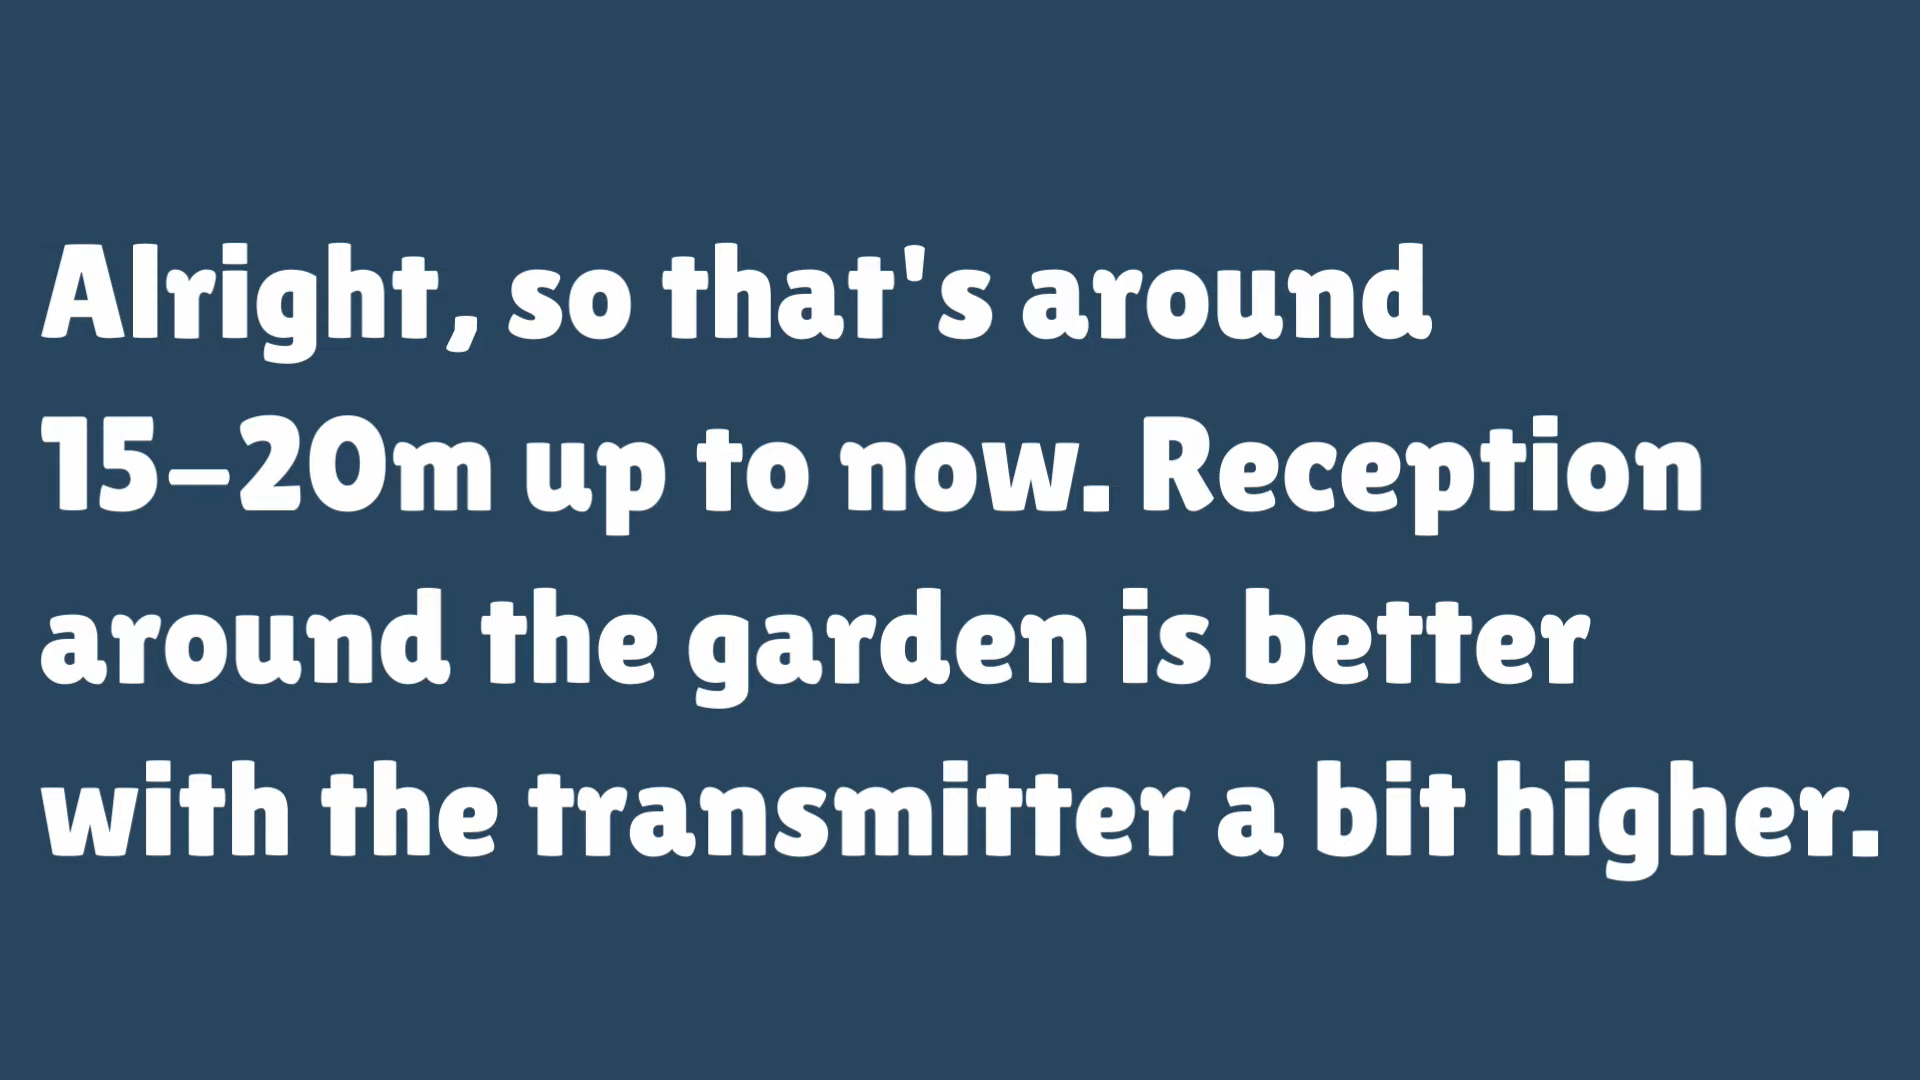 Alright, so that's around
15–20m up to now. Reception
around the garden is better
with the transmitter a bit higher.